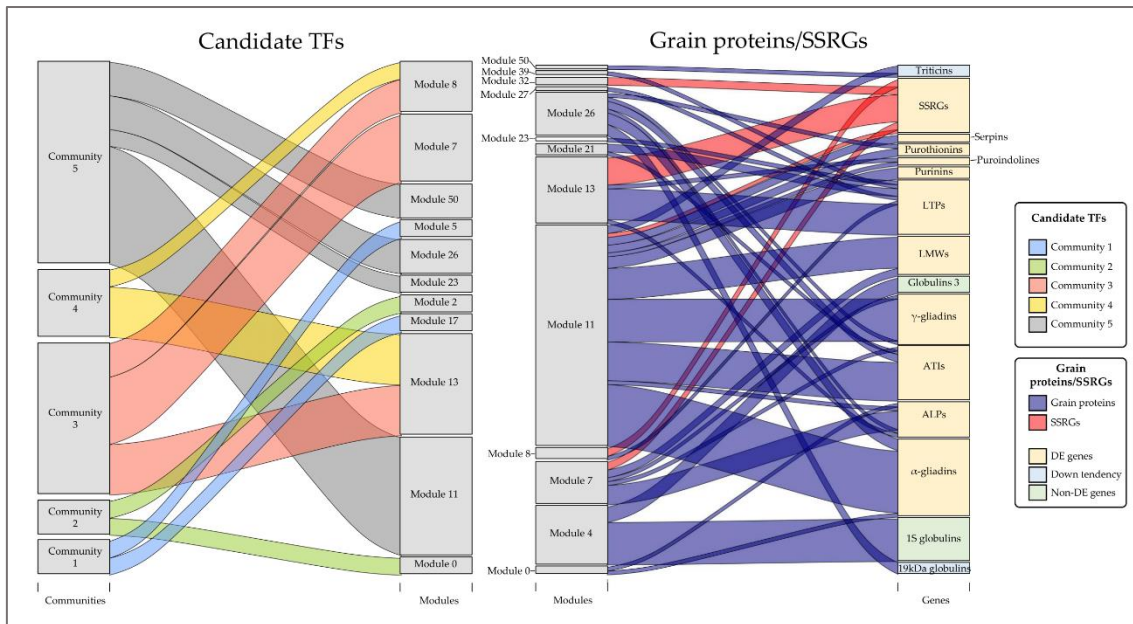 Candidate TFs
Grain proteins/SSRGs
Community
5
Community
4
Community
3
Community
2
Community
1
Communities
Module 8
Module 7
Module 50
Module 5
Module 26
Module 23
Module 2
Module 17
Module 13
Module 11
Module 0
Modules
Module 50
Module 39
Module 32
Module 27
Module 26
Module 23
Module 21
Module 13
Module 11
Module 8
Module 7
Module 4
Module 0
Modules
Triticins
SSRGs
Serpins
Purothionins
Puroindolines
Purinins
LTPs
LMWs
Globulins 3
γ-gliadins
ATIs
ALPs
α-gliadins
1S globulins
19kDa globulins
Genes
Candidate TFs
Community 1
Community 2
Community 3
Community 4
Community 5
Grain
proteins/SSRGs
Grain proteins
SSRGs
DE genes
Down tendency
Non-DE genes